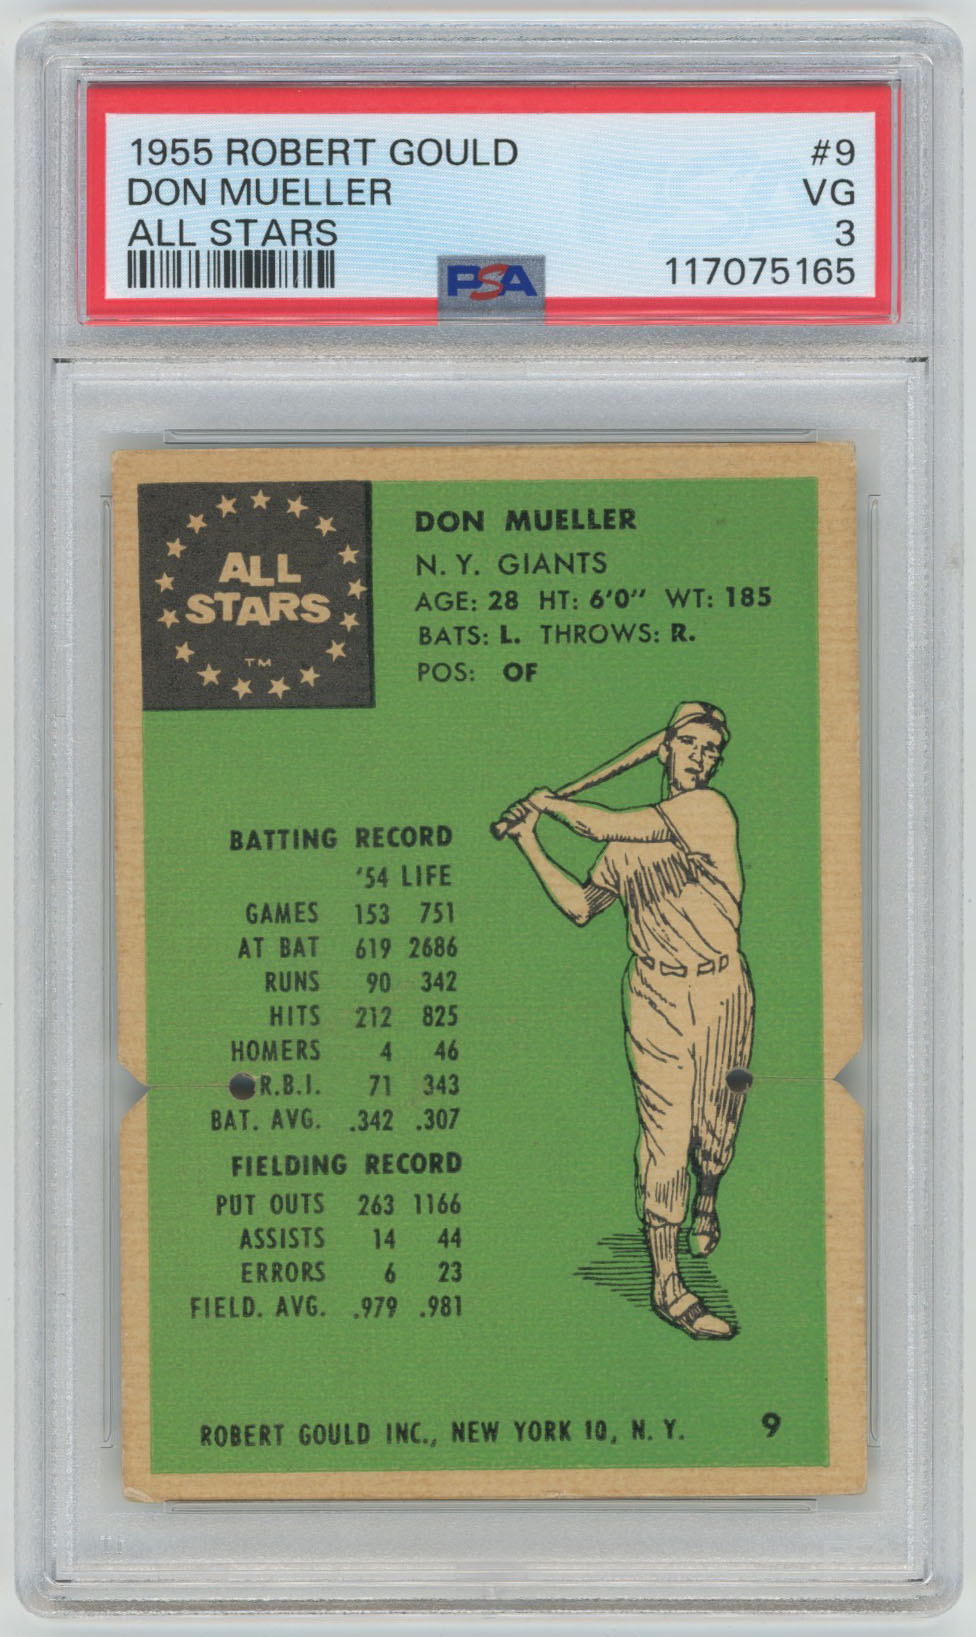 1955 ROBERT GOULD #9
DON MUELLER VG
ALL STARS 3
PSA 117075165
ALL
STARS
TM
DON MUELLER
N. Y. GIANTS
AGE: 28 HT: 6'0" WT: 185
BATS: L. THROWS: R.
POS: OF
BATTING RECORD
'54 LIFE
GAMES 153 751
AT BAT 619 2686
RUNS 90 342
HITS 212 825
HOMERS 4 46
R.B.I. 71 343
BAT. AVG. .342 .307
FIELDING RECORD
PUT OUTS 263 1166
ASSISTS 14 44
ERRORS 6 23
FIELD. AVG. .979 .981
ROBERT GOULD INC., NEW YORK 10, N. Y. 9